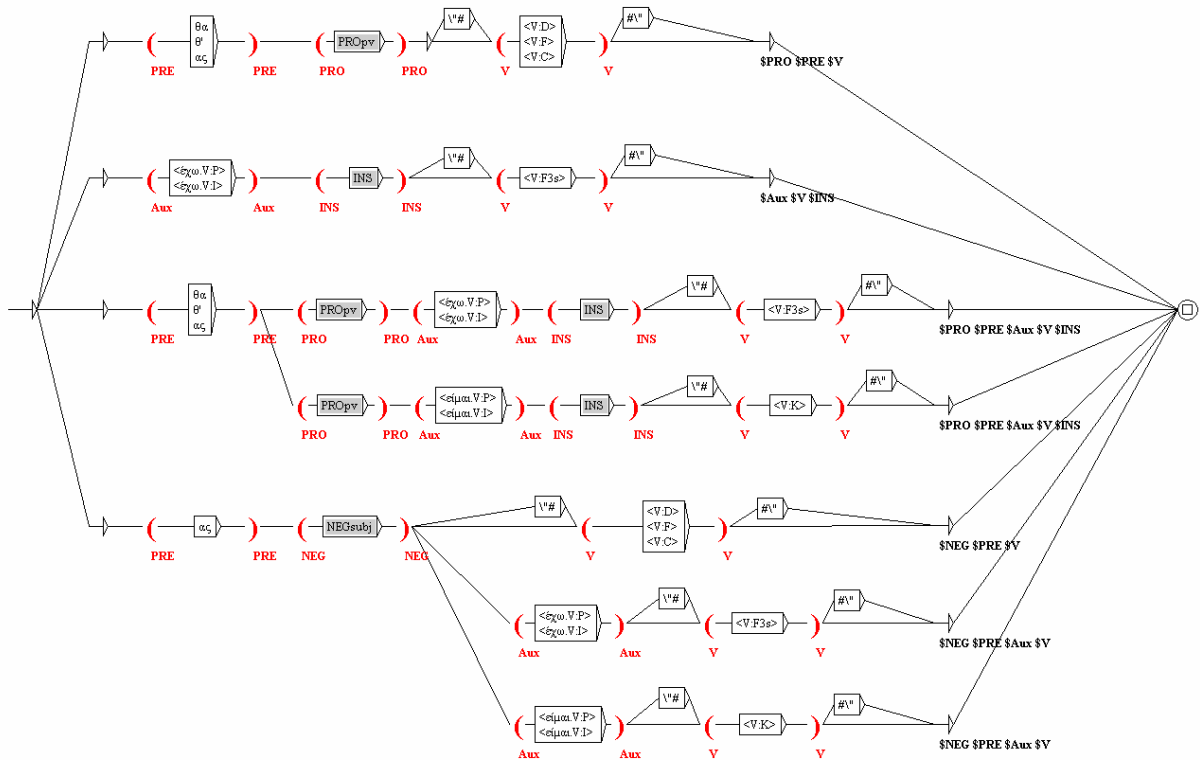 θα
θ'
ας
PROpv
\"#
<V:D>
<V:F>
<V:C>
#\"
( ) ( ) ( )
PRE PRE PRO PRO V V
$PRO $PRE $V
<έχω.V:P>
<έχω.V:I>
INS
\"#
<V:F3s>
#\"
( ) ( ) ( )
Aux Aux INS INS V V
$Aux $V $INS
θα
θ'
ας
PROpv
<έχω.V:P>
<έχω.V:I>
INS
\"#
<V:F3s>
#\"
( ) ( ) ( ) ( ) ( )
PRE PRE PRO PRO Aux Aux INS INS V V
$PRO $PRE $Aux $V $INS
PROpv
<είμαι.V:P>
<είμαι.V:I>
INS
\"#
<V:K>
#\"
( ) ( ) ( ) ( )
PRO PRO Aux Aux INS INS V V
$PRO $PRE $Aux $V $INS
ας
NEGsubj
\"#
<V:D>
<V:F>
<V:C>
#\"
( ) ( ) ( )
PRE PRE NEG NEG V V
$NEG $PRE $V
<έχω.V:P>
<έχω.V:I>
\"#
<V:F3s>
#\"
( ) ( )
Aux Aux V V
$NEG $PRE $Aux $V
<είμαι.V:P>
<είμαι.V:I>
\"#
<V:K>
#\"
( ) ( )
Aux Aux V V
$NEG $PRE $Aux $V